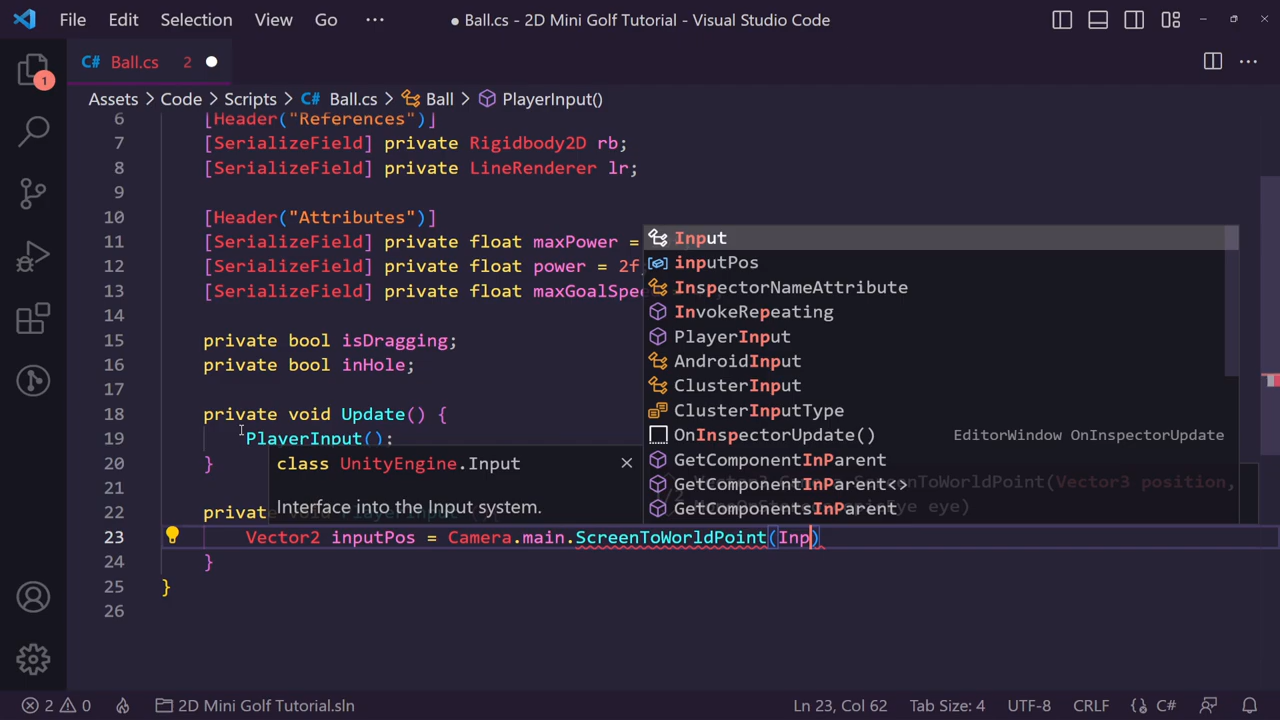 File Edit Selection View Go ··· ● Ball.cs - 2D Mini Golf Tutorial - Visual Studio Code
C# Ball.cs 2 ●
Assets > Code > Scripts > C# Ball.cs > Ball > PlayerInput()
1
6 [Header("References")]
7 [SerializeField] private Rigidbody2D rb;
8 [SerializeField] private LineRenderer lr;
9
10 [Header("Attributes")]
11 [SerializeField] private float maxPower =
12 [SerializeField] private float power = 2f
13 [SerializeField] private float maxGoalSpee
14
15 private bool isDragging;
16 private bool inHole;
17
18 private void Update() {
19 PlayerInput();
20 }
21
22 private
23 Vector2 inputPos = Camera.main.ScreenToWorldPoint(Inp)
24 }
25 }
26
Input
inputPos
InspectorNameAttribute
InvokeRepeating
PlayerInput
AndroidInput
ClusterInput
ClusterInputType
OnInspectorUpdate() EditorWindow OnInspectorUpdate
GetComponentInParent
GetComponentInParent<>
GetComponentsInParent
class UnityEngine.Input
Interface into the Input system.
2 0 2D Mini Golf Tutorial.sln Ln 23, Col 62 Tab Size: 4 UTF-8 CRLF C#